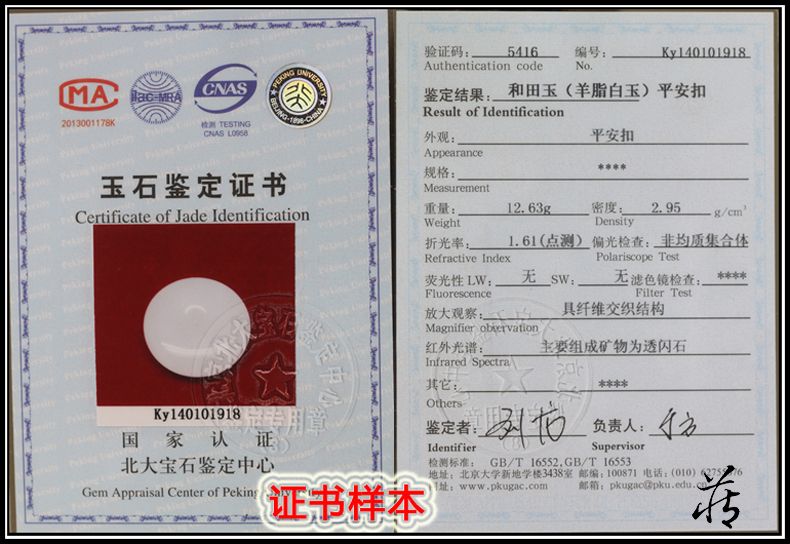 CMA
2013001178K
ilac-MRA
CNAS
检测 TESTING
CNAS L0958
PEKING UNIVERSITY
BEIJING·1898·CHINA
玉石鉴定证书
Certificate of Jade Identification
Ky140101918
国家认证
北大宝石鉴定中心
Gem Appraisal Center of Peking University
证书样本
验证码: 5416 编号: Ky140101918
Authentication code No.
鉴定结果: 和田玉（羊脂白玉）平安扣
Result of Identification
外观: 平安扣
Appearance
规格: ****
Measurement
重量: 12.63g 密度: 2.95 g/cm³
Weight Density
折光率: 1.61(点测) 偏光检查: 非均质集合体
Refractive Index Polariscope Test
荧光性 LW: 无 SW: 无 滤色镜检查: ****
Fluorescence Filter Test
放大观察: 具纤维交织结构
Magnifier observation
红外光谱: 主要组成矿物为透闪石
Infrared Spectra
其它: ****
Others
鉴定者: 负责人:
Identifier Supervisor
检测标准: GB/T 16552,GB/T 16553
地址: 北京大学新地学楼3438室 邮编: 100871 电话: (010) 6275
网址: www.pkugac.com 邮箱: pkugac@pku.edu.cn